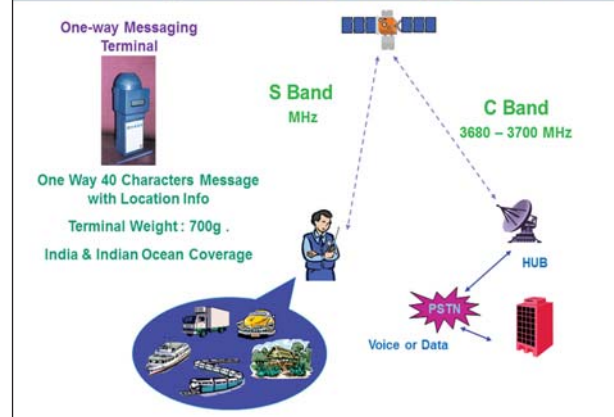 One-way Messaging
Terminal
S Band
MHz
C Band
3680 – 3700 MHz
One Way 40 Characters Message
with Location Info
Terminal Weight : 700g .
India & Indian Ocean Coverage
HUB
PSTN
Voice or Data